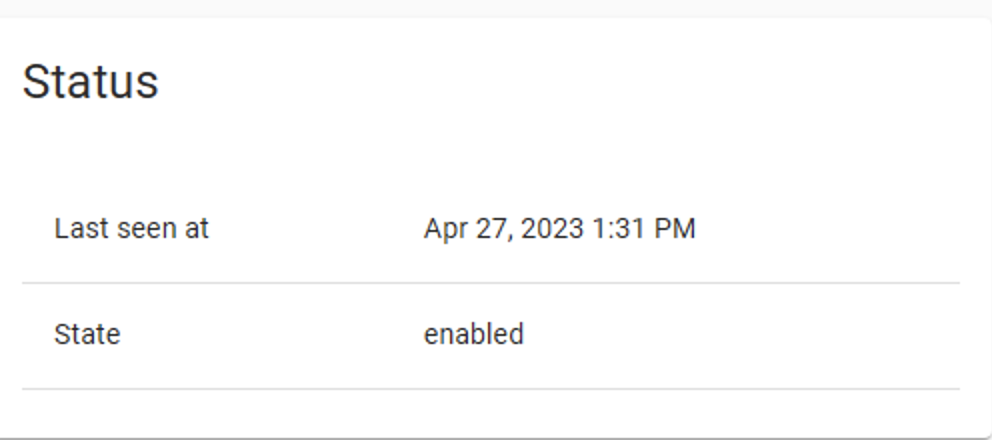 Status
Last seen at Apr 27, 2023 1:31 PM
State enabled